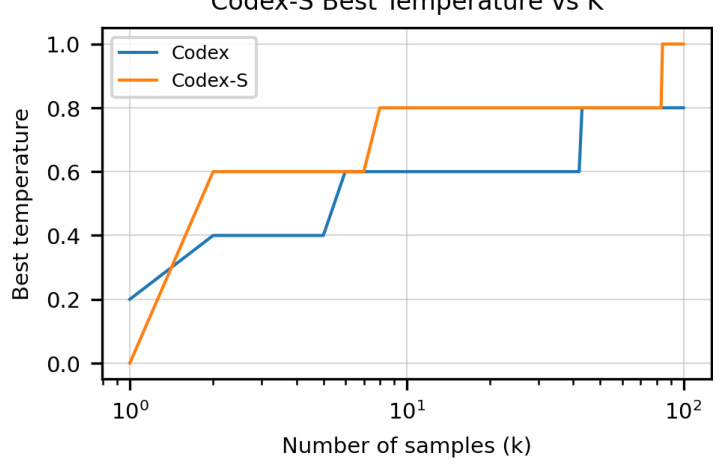 Codex-S Best Temperature vs K
Codex
Codex-S
Best temperature
1.0
0.8
0.6
0.4
0.2
0.0
10⁰
10¹
10²
Number of samples (k)